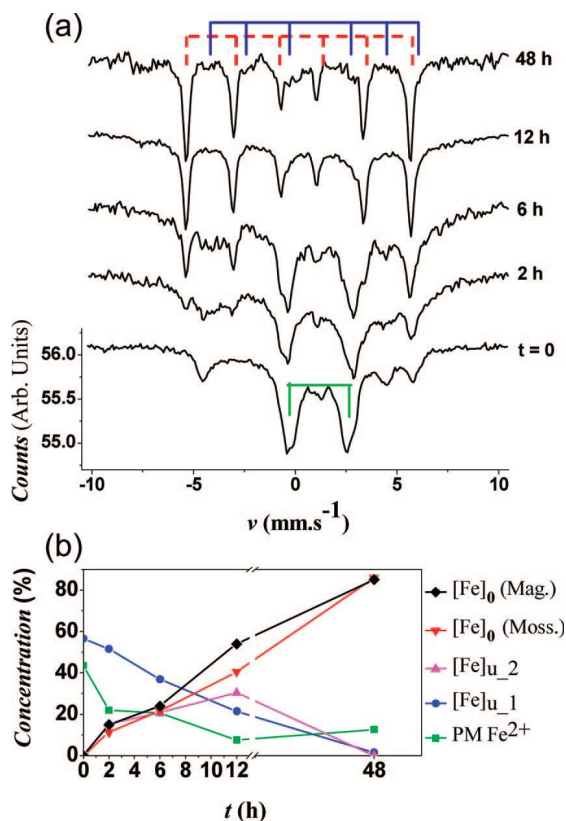 (a)
48 h
12 h
6 h
2 h
t = 0
56.0
55.5
55.0
Counts (Arb. Units)
-10 -5 0 5 10
v (mm.s-1)
(b)
80
60
40
20
0
Concentration (%)
0 2 4 6 8 10 12 48
t (h)
[Fe]0 (Mag.)
[Fe]0 (Moss.)
[Fe]u_2
[Fe]u_1
PM Fe2+